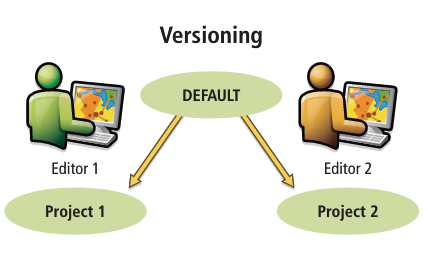 Versioning
DEFAULT
Editor 1
Editor 2
Project 1
Project 2